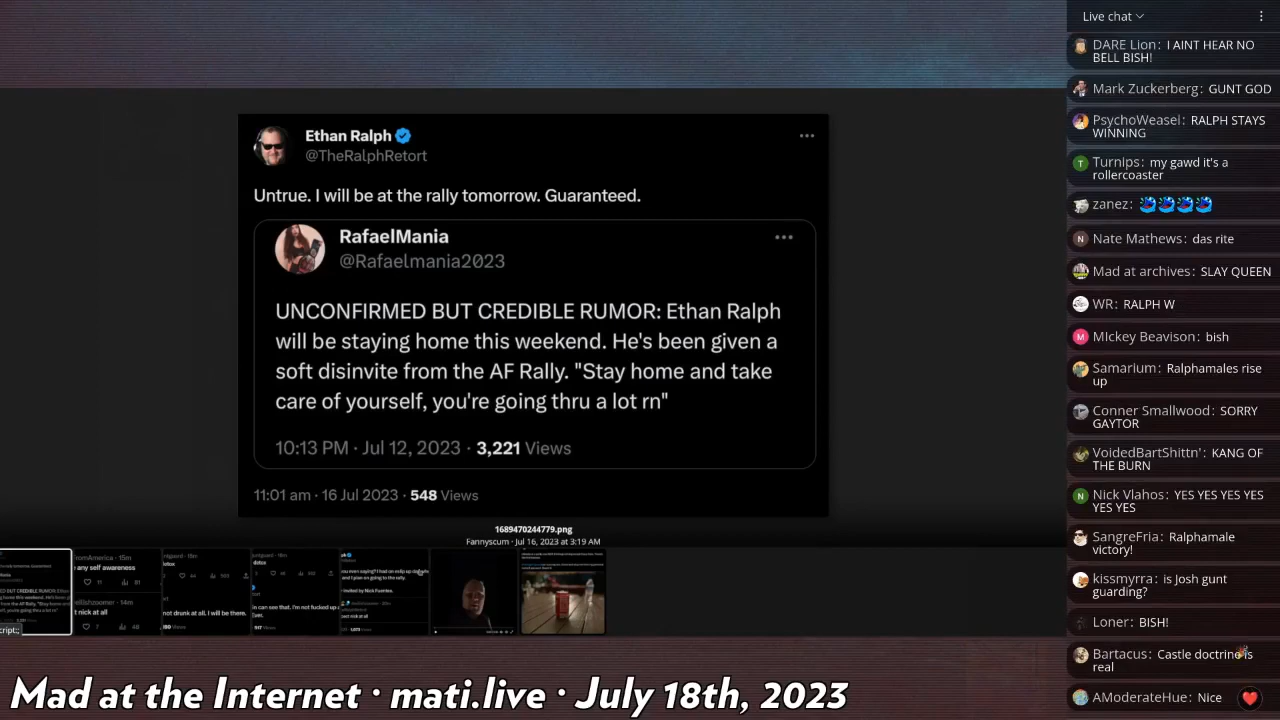 Live chat
DARE Lion: I AINT HEAR NO
BELL BISH!
Mark Zuckerberg: GUNT GOD
PsychoWeasel: RALPH STAYS
WINNING
Turnips: my gawd it's a
rollercoaster
zanez:
Nate Mathews: das rite
Mad at archives: SLAY QUEEN
WR: RALPH W
MIckey Beavison: bish
Samarium: Ralphamales rise
up
Conner Smallwood: SORRY
GAYTOR
VoidedBartShittn': KANG OF
THE BURN
Nick Vlahos: YES YES YES YES
YES YES
Natasha: Ralphamale
victory!
guarding?
Loner: BISH!
Bartacus: Castle doctrine is
real
AModerateHue: Nice
Ethan Ralph
@TheRalphRetort
Untrue. I will be at the rally tomorrow. Guaranteed.
RafaelMania
@Rafaelmania2023
UNCONFIRMED BUT CREDIBLE RUMOR: Ethan Ralph
will be staying home this weekend. He's been given a
soft disinvite from the AF Rally. "Stay home and take
care of yourself, you're going thru a lot rn"
10:13 PM · Jul 12, 2023 · 3,221 Views
11:01 am · 16 Jul 2023 · 548 Views
1689470244779.png
Fannyscum · Jul 16, 2023 at 3:19 AM
Mad at the Internet · mati.live · July 18th, 2023